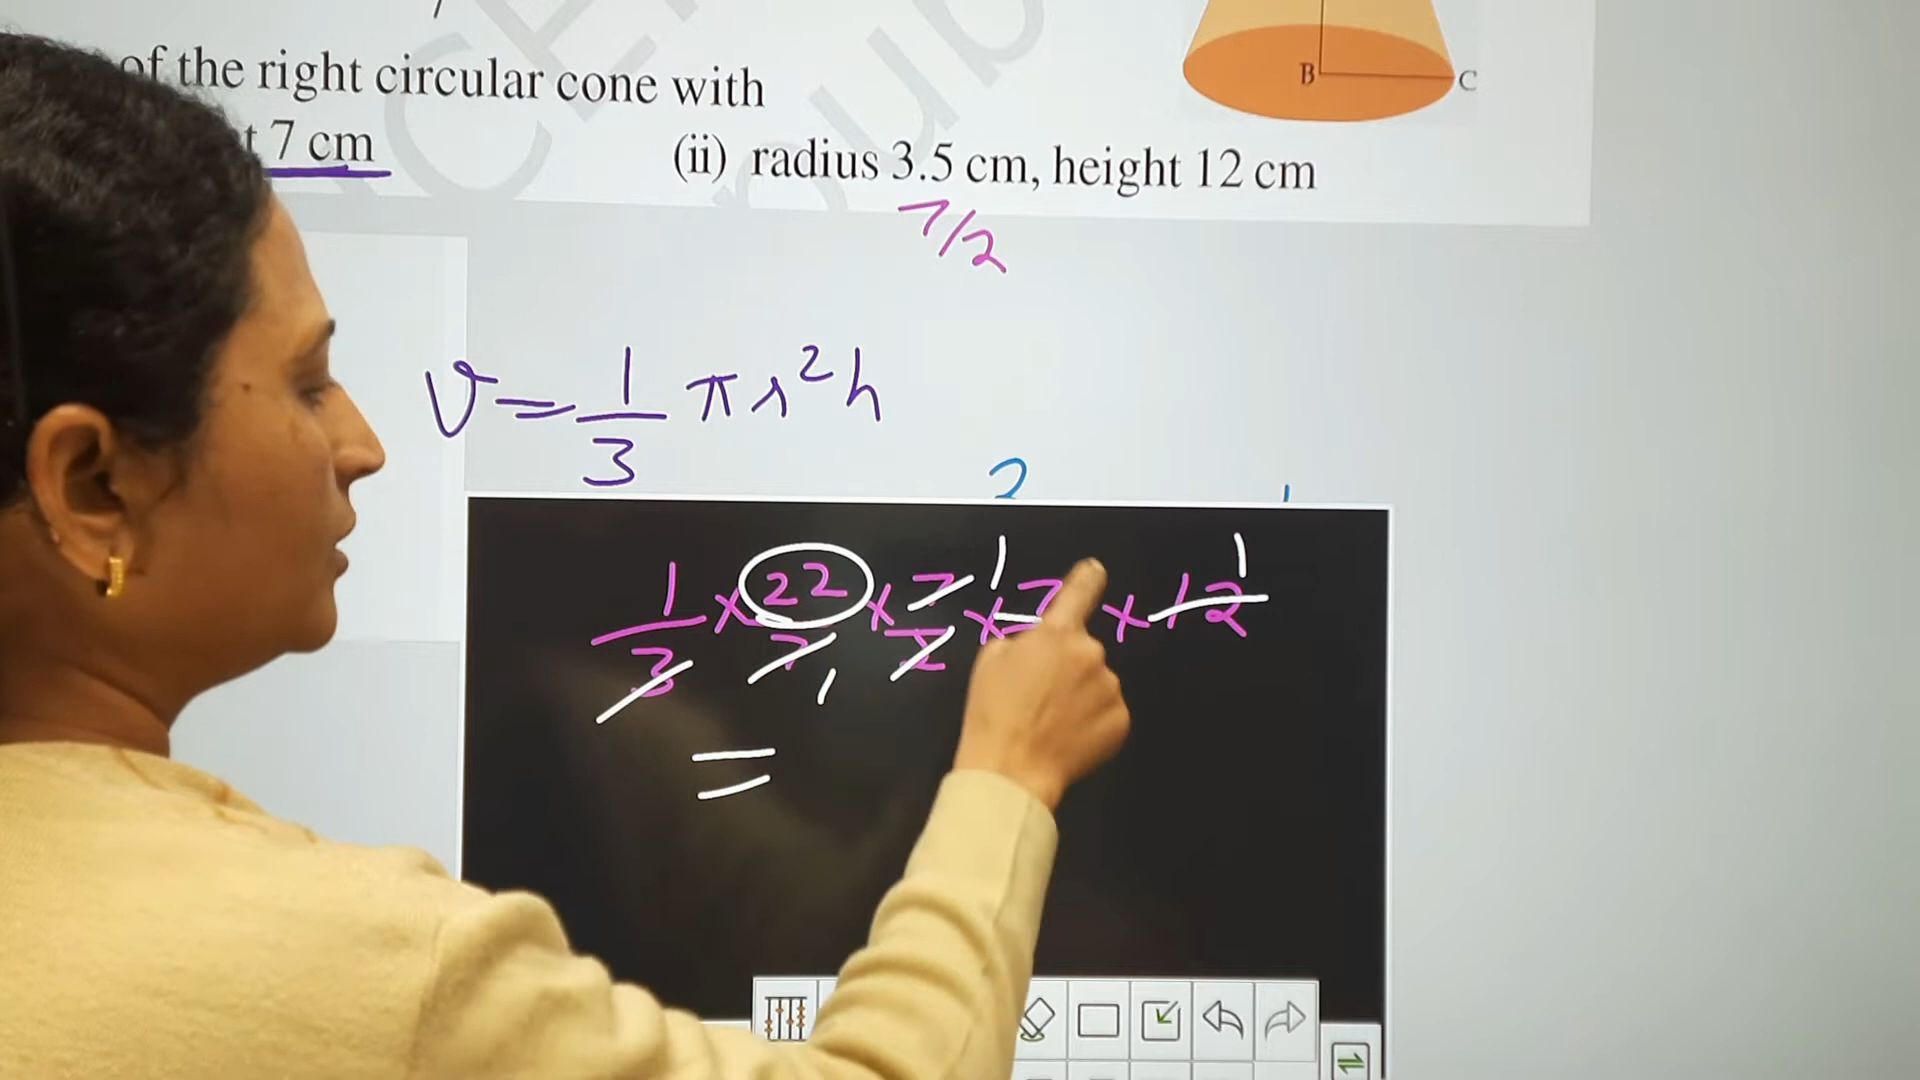 of the right circular cone with
7 cm
(ii) radius 3.5 cm, height 12 cm
B
C
7/2
V = 1/3 πr²h
2
1 1
1/3 × 22/7 × 7/2 × 7 × 12
1
=